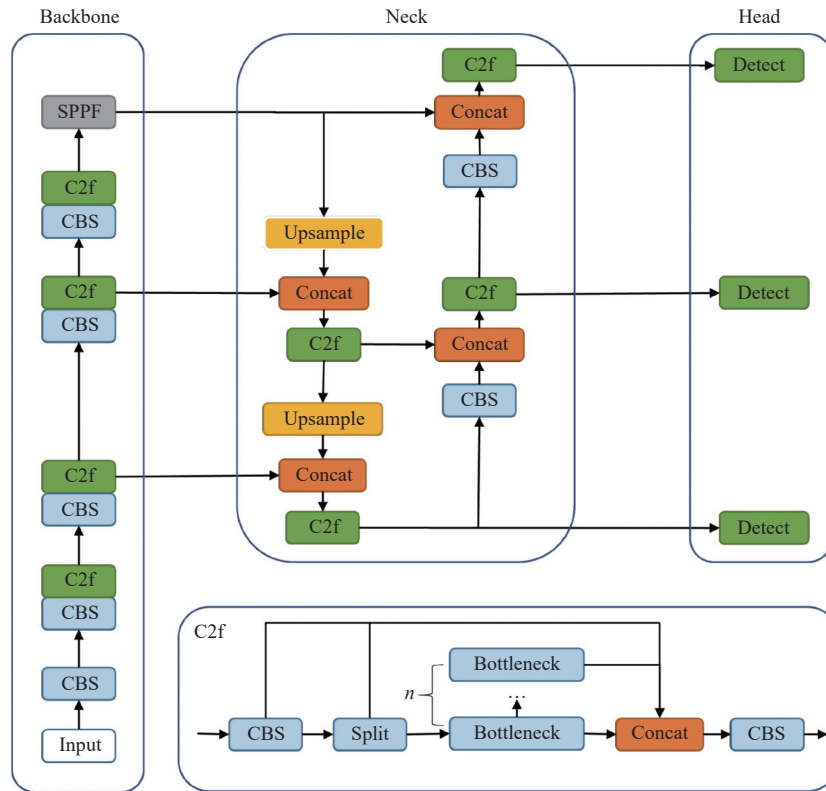 Backbone
Neck
Head
SPPF
C2f
CBS
C2f
CBS
C2f
CBS
C2f
CBS
CBS
Input
Upsample
Concat
C2f
Upsample
Concat
C2f
C2f
Concat
CBS
C2f
Concat
CBS
Detect
Detect
Detect
C2f
Bottleneck
n
...
CBS
Split
Bottleneck
Concat
CBS